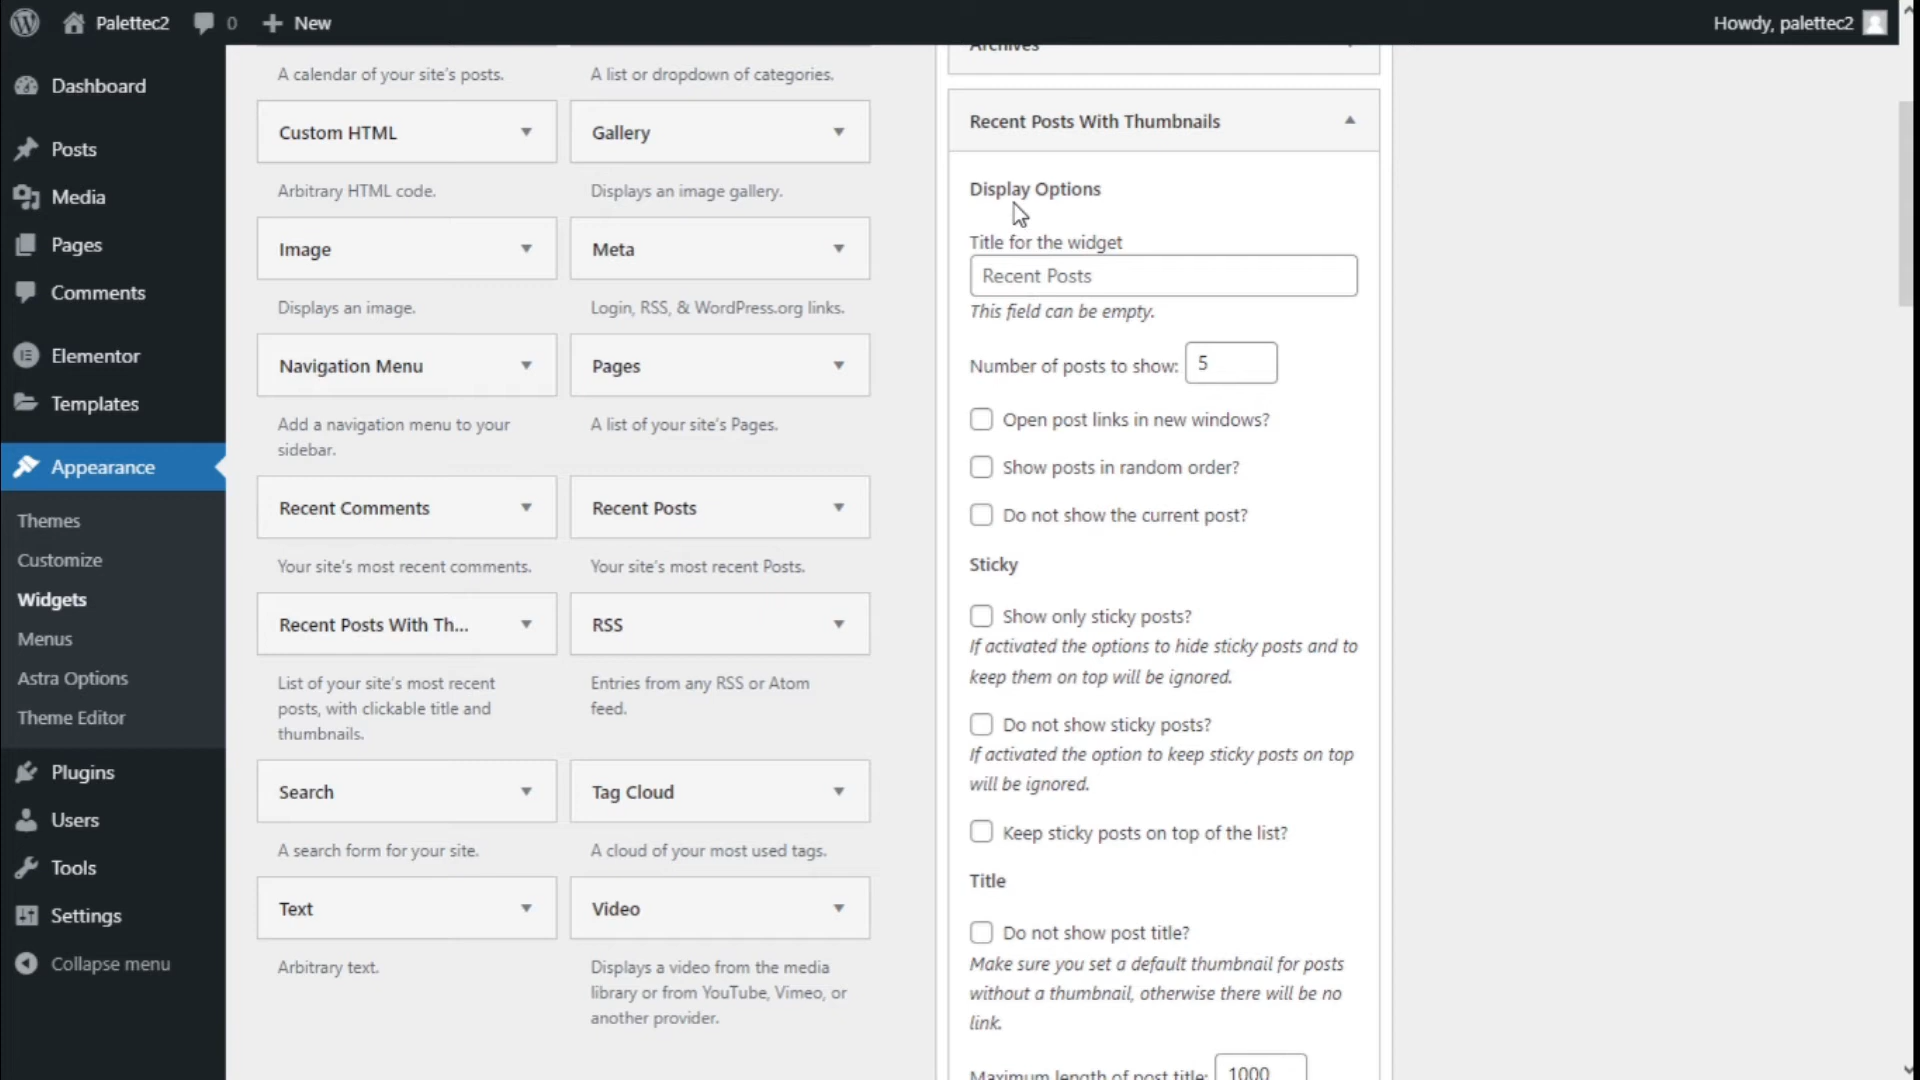 Palettec2
0
New
Howdy, palettec2
Dashboard
Posts
Media
Pages
Comments
Elementor
Templates
Appearance
Themes
Customize
Widgets
Menus
Astra Options
Theme Editor
Plugins
Users
Tools
Settings
Collapse menu
A calendar of your site's posts.
A list or dropdown of categories.
Custom HTML
Gallery
Arbitrary HTML code.
Displays an image gallery.
Image
Meta
Displays an image.
Login, RSS, & WordPress.org links.
Navigation Menu
Pages
Add a navigation menu to your
sidebar.
A list of your site's Pages.
Recent Comments
Recent Posts
Your site's most recent comments.
Your site's most recent Posts.
Recent Posts With Th...
RSS
List of your site's most recent
posts, with clickable title and
thumbnails.
Entries from any RSS or Atom
feed.
Search
Tag Cloud
A search form for your site.
A cloud of your most used tags.
Text
Video
Arbitrary text.
Displays a video from the media
library or from YouTube, Vimeo, or
another provider.
Archives
Recent Posts With Thumbnails
Display Options
Title for the widget
Recent Posts
This field can be empty.
Number of posts to show: 5
Open post links in new windows?
Show posts in random order?
Do not show the current post?
Sticky
Show only sticky posts?
If activated the options to hide sticky posts and to
keep them on top will be ignored.
Do not show sticky posts?
If activated the option to keep sticky posts on top
will be ignored.
Keep sticky posts on top of the list?
Title
Do not show post title?
Make sure you set a default thumbnail for posts
without a thumbnail, otherwise there will be no
link.
Maximum length of post title: 1000